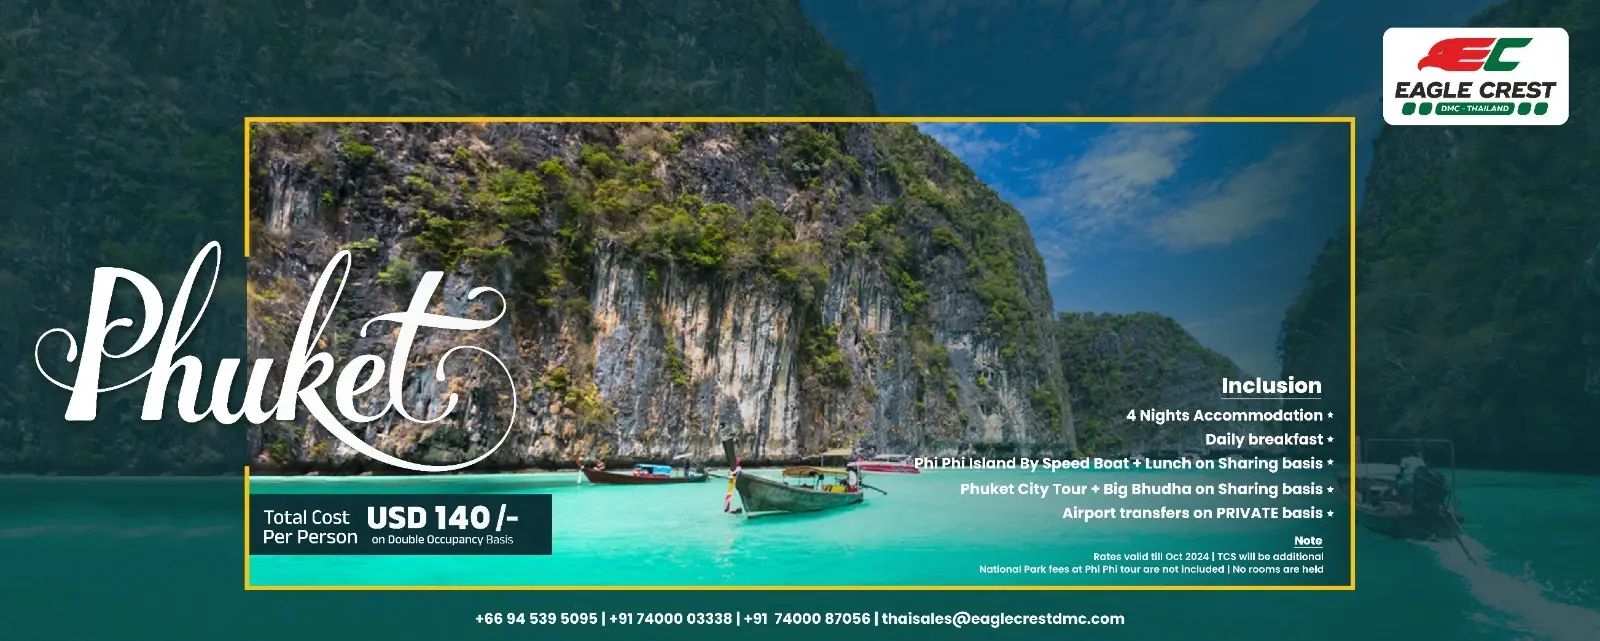 EC
EAGLE CREST
DMC - THAILAND
Phuket
Total Cost
Per Person
USD 140 /-
on Double Occupancy Basis
Inclusion
4 Nights Accommodation ★
Daily breakfast ★
Phi Phi Island By Speed Boat + Lunch on Sharing basis ★
Phuket City Tour + Big Bhudha on Sharing basis ★
Airport transfers on PRIVATE basis ★
Note
Rates valid till Oct 2024 | TCS will be additional
National Park fees at Phi Phi tour are not included | No rooms are held
+66 94 539 5095 | +91 74000 03338 | +91 74000 87056 | thaisales@eaglecrestdmc.com